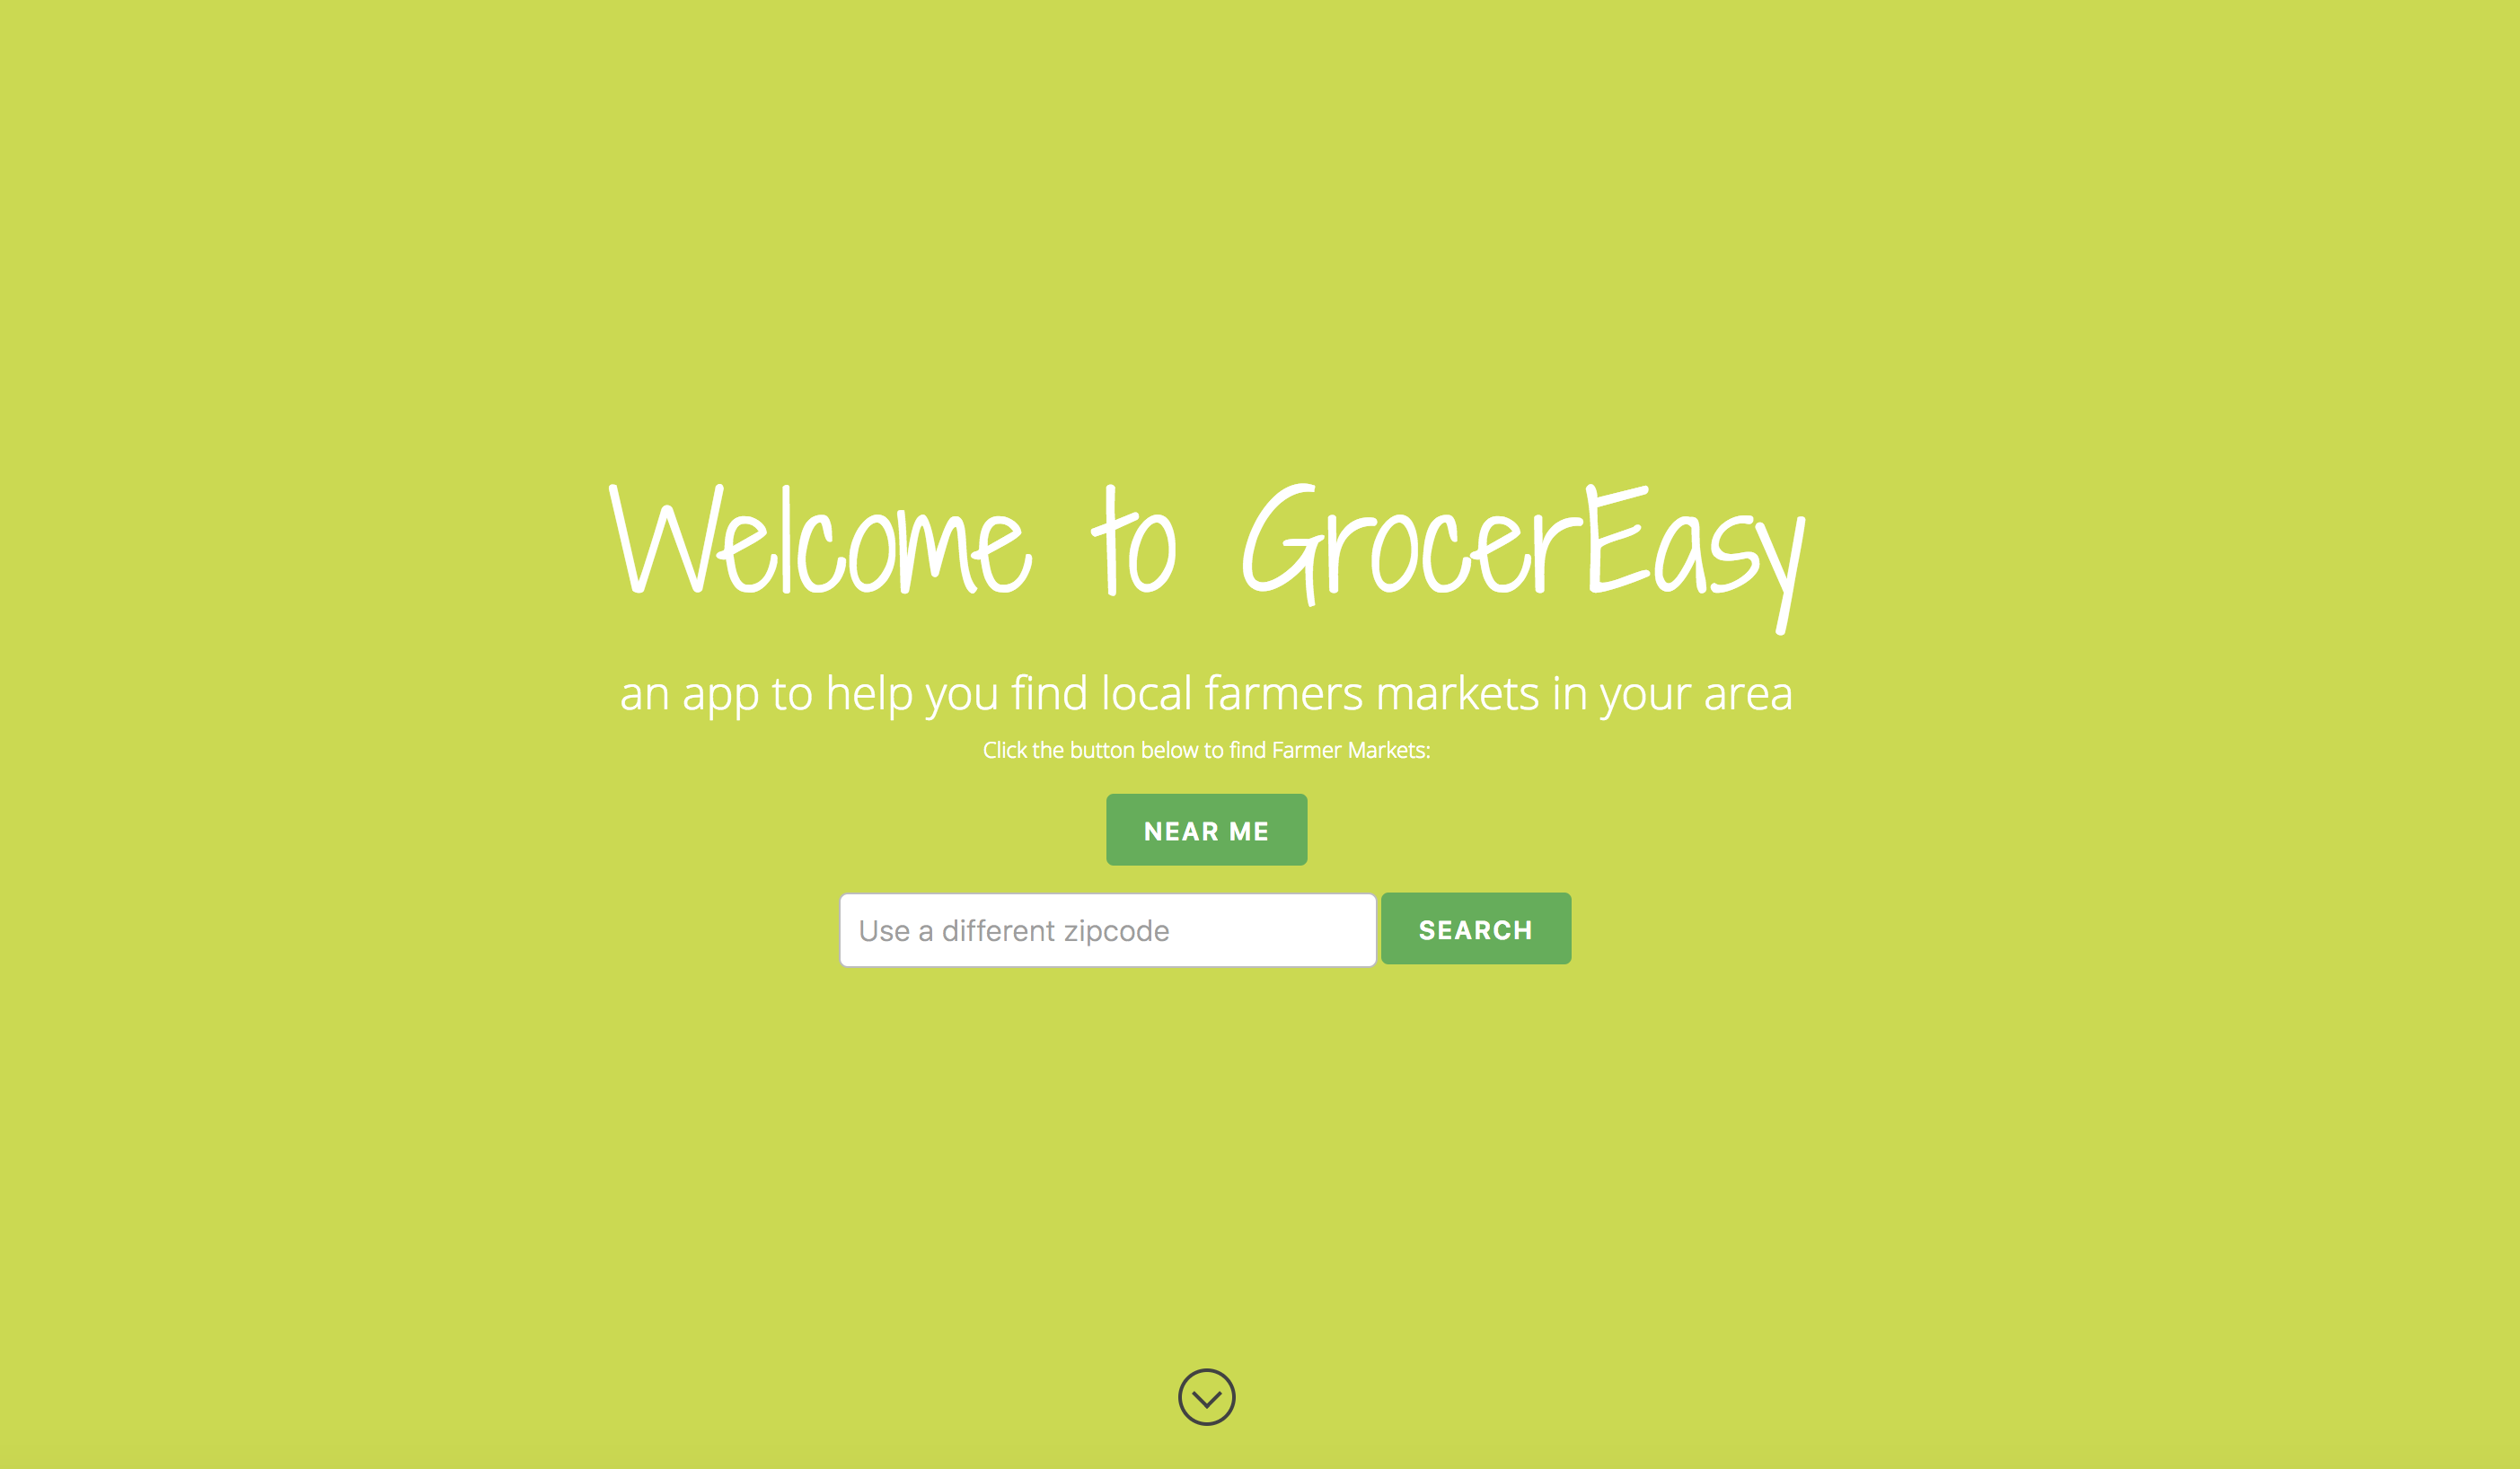 Welcome to GrocerEasy
an app to help you find local farmers markets in your area
Click the button below to find Farmer Markets:
NEAR ME
Use a different zipcode SEARCH